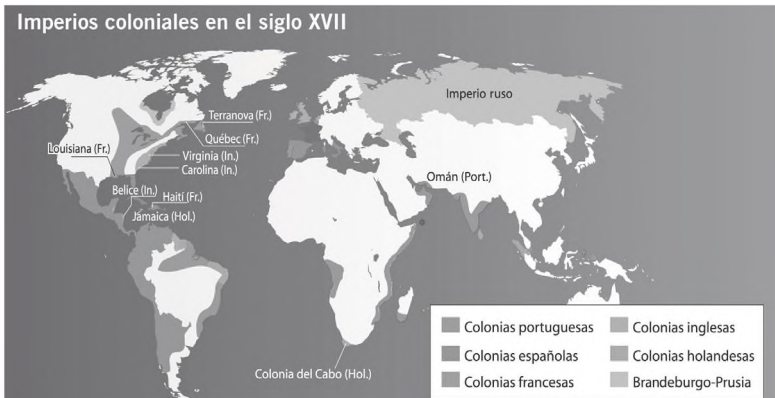 Imperios coloniales en el siglo XVII
Imperio ruso
Terranova (Fr.)
Québec (Fr.)
Louisiana (Fr.)
Virginia (In.)
Carolina (In.)
Omán (Port.)
Belice (In.)
Haití (Fr.)
Jamaica (Hol.)
Colonia del Cabo (Hol.)
Colonias portuguesas
Colonias españolas
Colonias francesas
Colonias inglesas
Colonias holandesas
Brandeburgo-Prusia